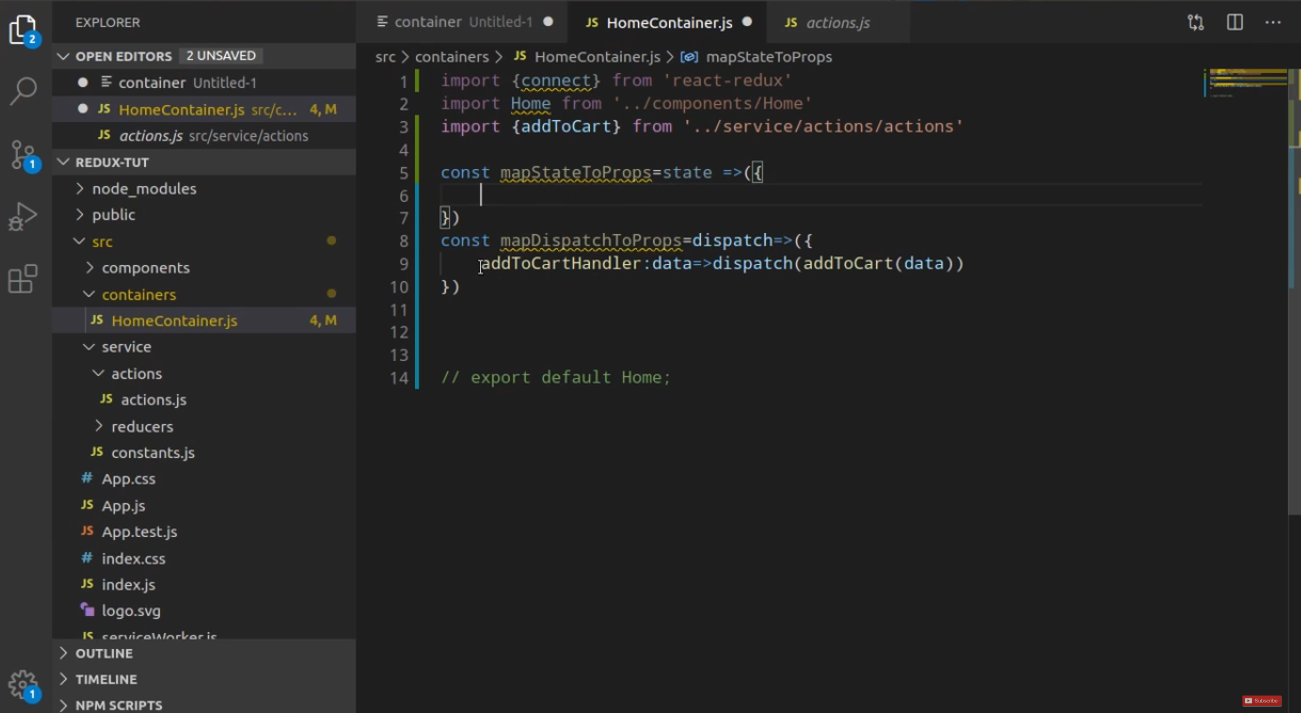 EXPLORER
container Untitled-1
JS HomeContainer.js
JS actions.js
2
OPEN EDITORS 2 UNSAVED
container Untitled-1
JS HomeContainer.js src/c... 4, M
JS actions.js src/service/actions
1
REDUX-TUT
node_modules
public
src
components
containers
JS HomeContainer.js 4, M
service
actions
JS actions.js
reducers
JS constants.js
# App.css
JS App.js
JS App.test.js
# index.css
JS index.js
logo.svg
JS serviceWorker.js
OUTLINE
TIMELINE
1
NPM SCRIPTS
src > containers > JS HomeContainer.js > mapStateToProps
1 import {connect} from 'react-redux'
2 import Home from '../components/Home'
3 import {addToCart} from '../service/actions/actions'
4
5 const mapStateToProps=state =>({
6
7 })
8 const mapDispatchToProps=dispatch=>({
9 addToCartHandler:data=>dispatch(addToCart(data))
10 })
11
12
13
14 // export default Home;
Subscribe